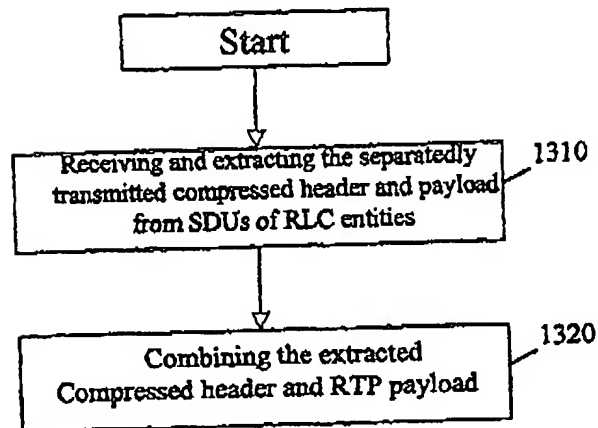 Start
Receiving and extracting the separatedly
transmitted compressed header and payload
from SDUs of RLC entities
1310
Combining the extracted
Compressed header and RTP payload
1320